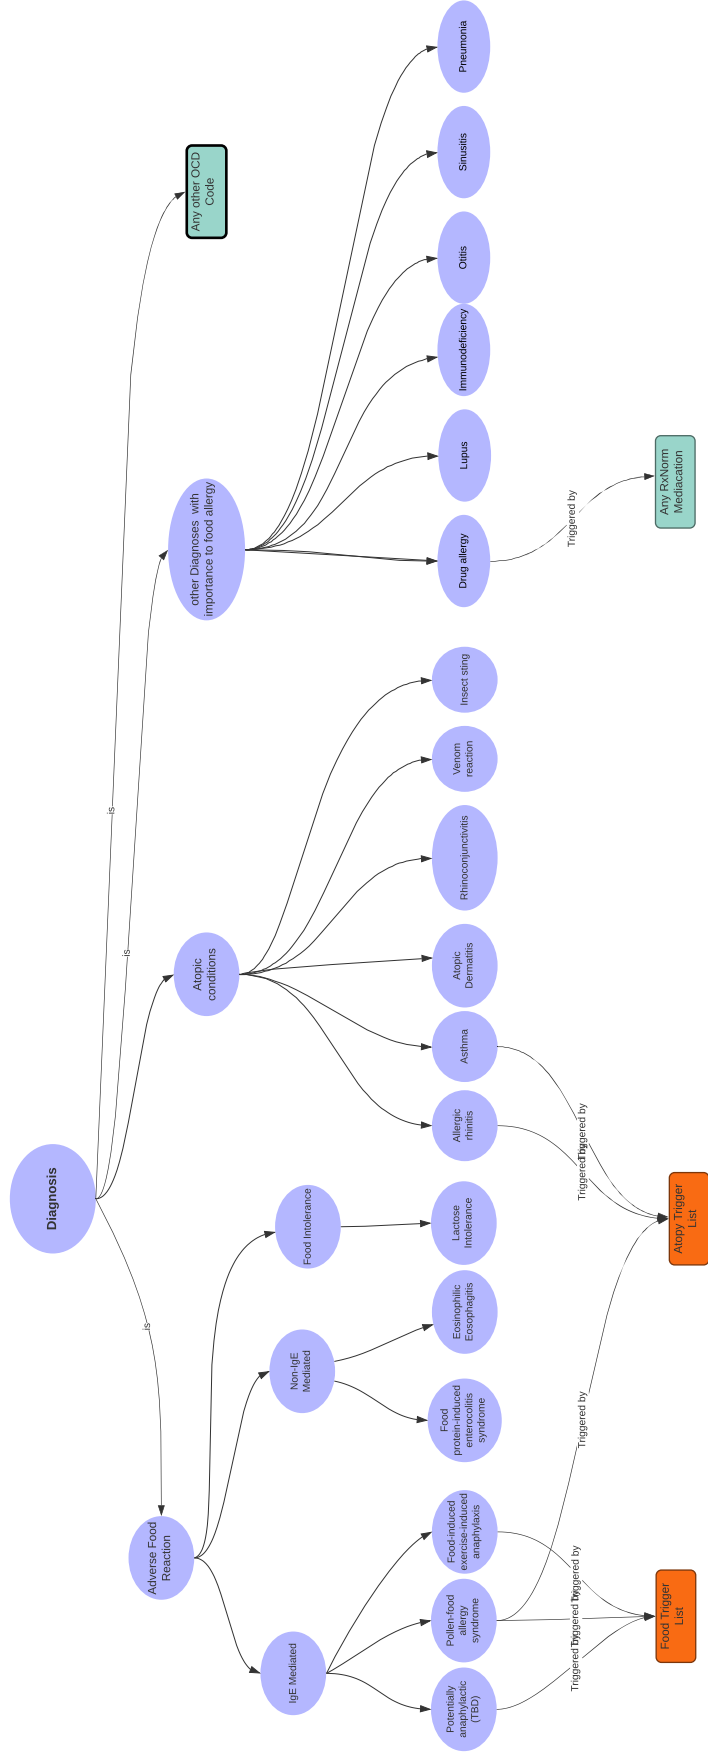 Diagnosis
is
is
is
Any other OCD
Code
other Diagnoses  with
importance to food allergy
Atopic
conditions
Adverse Food
Reaction
Food Intolerance
Non-IgE
Mediated
IgE Mediated
Pneumonia
Sinusitis
Otitis
Immunodeficiency
Lupus
Drug allergy
Insect sting
Venom
reaction
Rhinoconjunctivitis
Atopic
Dermatitis
Asthma
Allergic
rhinitis
Lactose
Intolerance
Eosinophilic
Eosophagitis
Food
protein-induced
enterocolitis
syndrome
Food-induced
exercise-induced
anaphylaxis
Pollen-food
allergy
syndrome
Potentially
anaphylactic
(TBD)
Triggered by
Triggered by
Triggered by
Triggered by
Triggered by
Triggered by
Triggered by
Any RxNorm
Mediacation
Atopy Trigger
List
Food Trigger
List